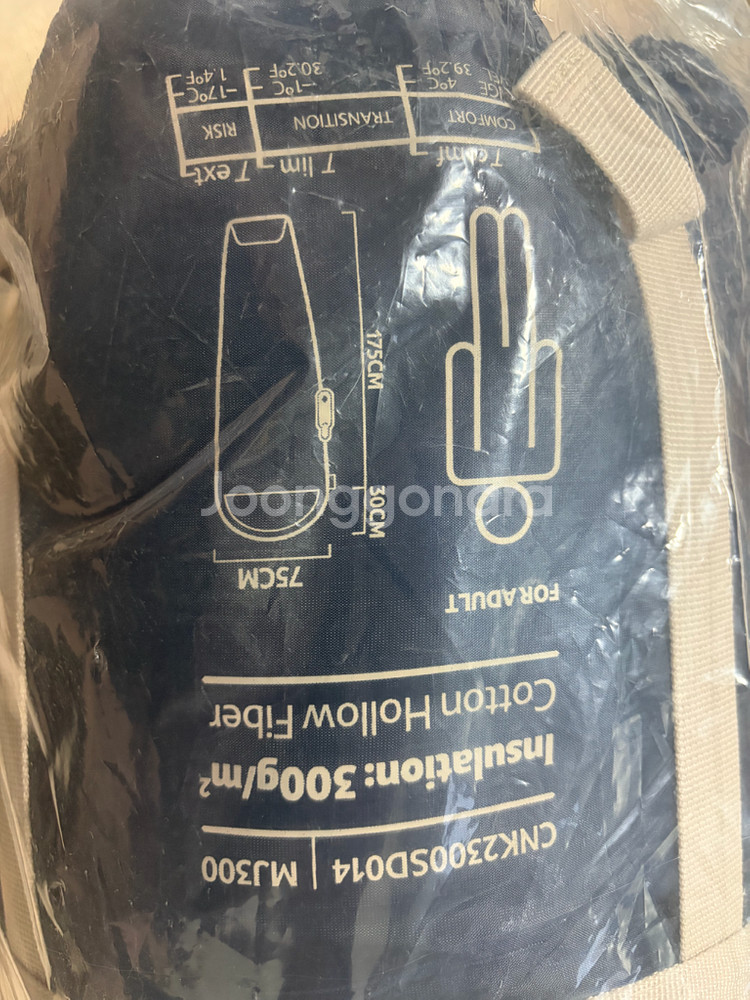 CNK2300SD014 | MJ300
Insulation: 300g/m²
Cotton Hollow Fiber
FOR ADULT
75CM
30CM
175CM
T lim
T ext
COMFORT
TRANSITION
RISK
4ºC
39.2ºF
-1ºC
30.2ºF
-17ºC
1.4ºF
Joonggonara